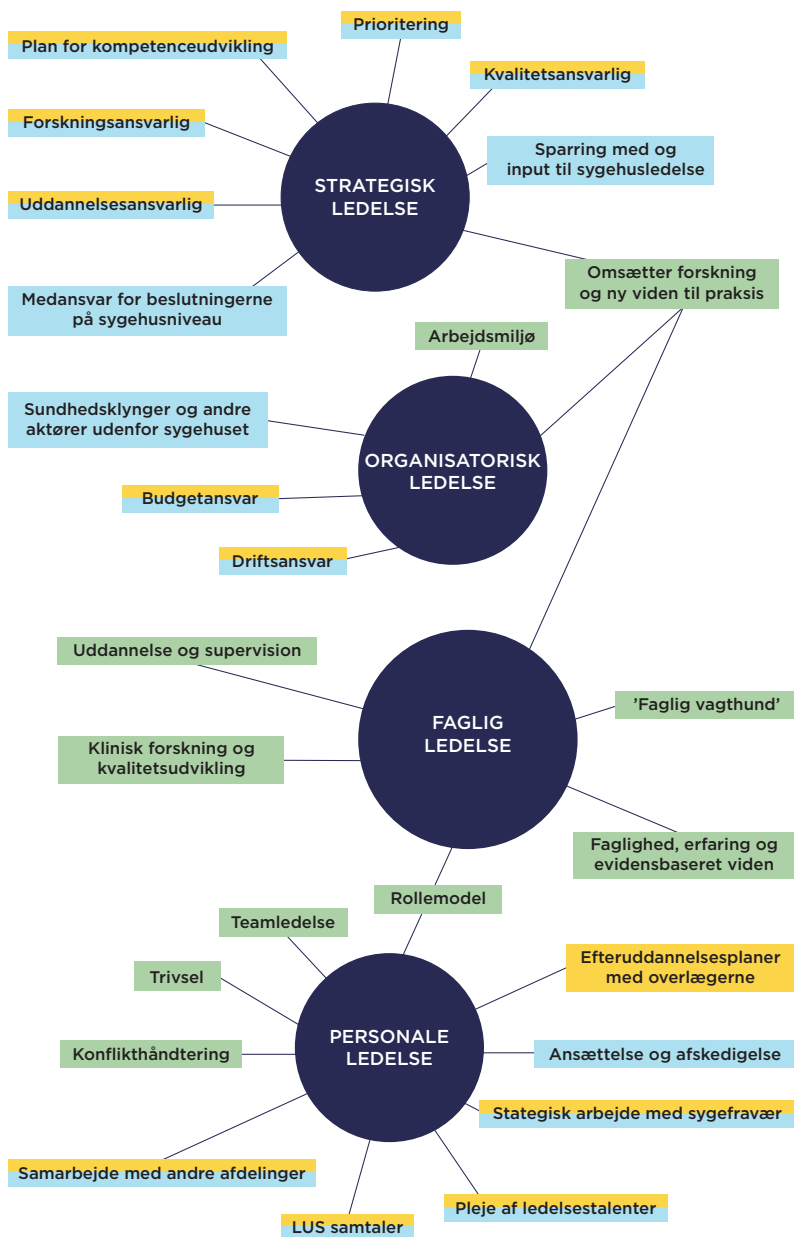 Prioritering
Plan for kompetenceudvikling
Kvalitetsansvarlig
Forskningsansvarlig
Sparring med og
input til sygehusledelse
STRATEGISK
LEDELSE
Uddannelsesansvarlig
Omsætter forskning
og ny viden til praksis
Medansvar for beslutningerne
på sygehusniveau
Arbejdsmiljø
Sundhedsklynger og andre
aktører udenfor sygehuset
ORGANISATORISK
LEDELSE
Budgetansvar
Driftsansvar
Uddannelse og supervision
'Faglig vagthund'
FAGLIG
LEDELSE
Klinisk forskning og
kvalitetsudvikling
Faglighed, erfaring og
evidensbaseret viden
Rollemodel
Teamledelse
Trivsel
Efteruddannelsesplaner
med overlægerne
PERSONALE
LEDELSE
Konflikthåndtering
Ansættelse og afskedigelse
Stategisk arbejde med sygefravær
Samarbejde med andre afdelinger
Pleje af ledelsestalenter
LUS samtaler